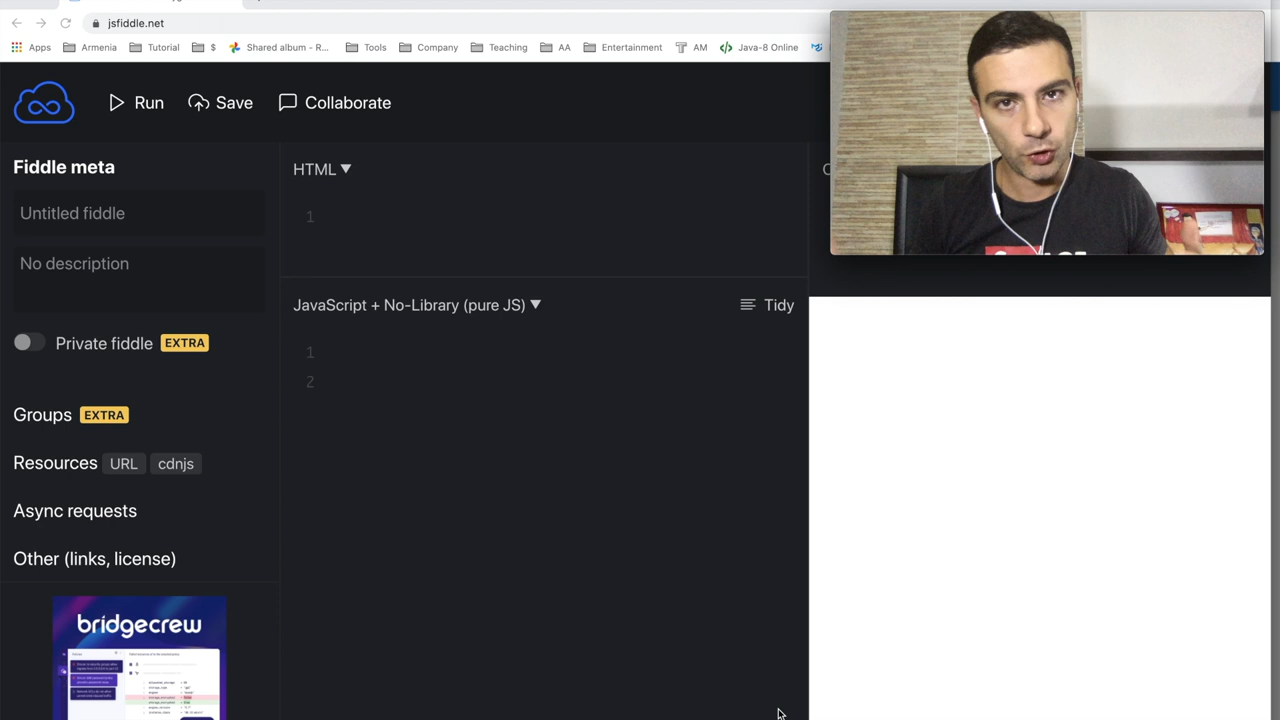 jsfiddle.net
Apps Armenia Tutorial $ Shared album - R... Tools Company Teaching AA Entertainment AM Java-8 Online
Run Save Collaborate
Fiddle meta
Untitled fiddle
No description
Private fiddle EXTRA
Groups EXTRA
Resources URL cdnjs
Async requests
Other (links, license)
bridgecrew
HTML ▼
1
JavaScript + No-Library (pure JS) ▼ Tidy
1
2